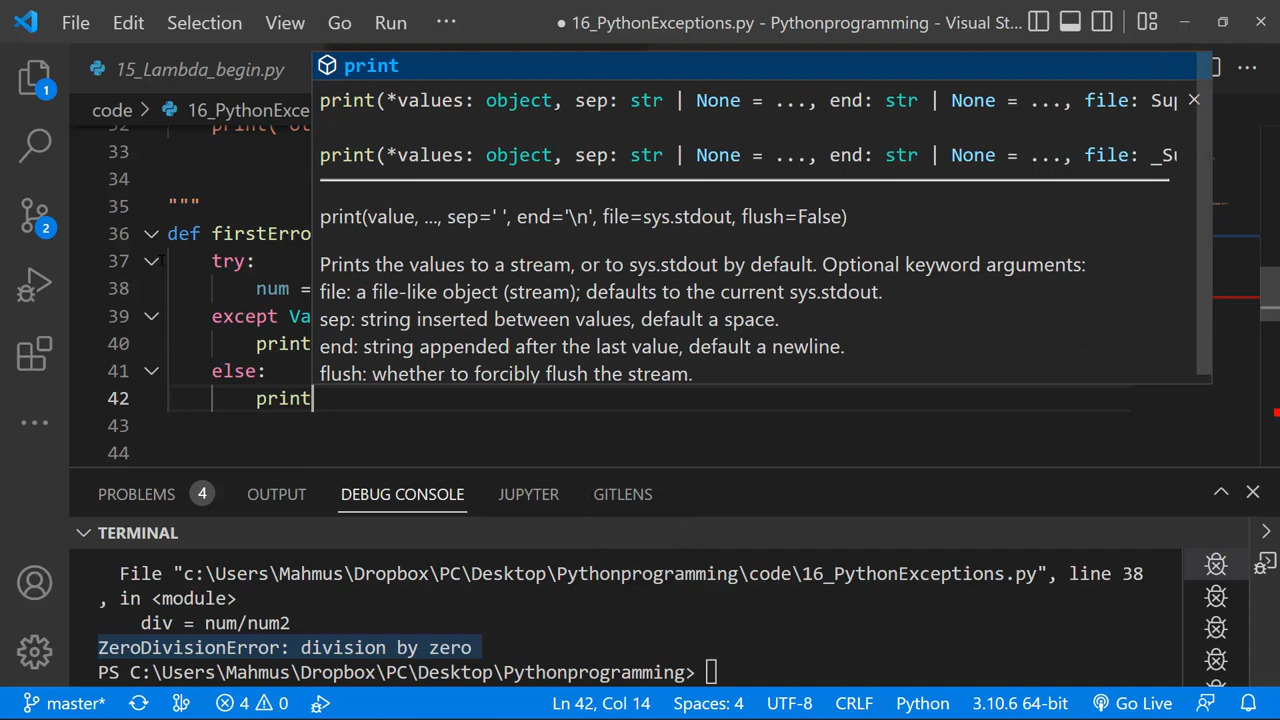 File Edit Selection View Go Run ··· ● 16_PythonExceptions.py - Pythonprogramming - Visual St...
15_Lambda_begin.py
code > 16_PythonExce
print
print(*values: object, sep: str | None = ..., end: str | None = ..., file: Sup
print(*values: object, sep: str | None = ..., end: str | None = ..., file: _Su
print(value, ..., sep=' ', end='\n', file=sys.stdout, flush=False)
Prints the values to a stream, or to sys.stdout by default. Optional keyword arguments:
file: a file-like object (stream); defaults to the current sys.stdout.
sep: string inserted between values, default a space.
end: string appended after the last value, default a newline.
flush: whether to forcibly flush the stream.
33
34
35 """
36 def firstErro
37 try:
38 num =
39 except Va
40 print
41 else:
42 print
43
44
PROBLEMS 4 OUTPUT DEBUG CONSOLE JUPYTER GITLENS
TERMINAL
File "c:\Users\Mahmus\Dropbox\PC\Desktop\Pythonprogramming\code\16_PythonExceptions.py", line 38
, in <module>
div = num/num2
ZeroDivisionError: division by zero
PS C:\Users\Mahmus\Dropbox\PC\Desktop\Pythonprogramming>
1
2
master* 4 0 Ln 42, Col 14 Spaces: 4 UTF-8 CRLF Python 3.10.6 64-bit Go Live